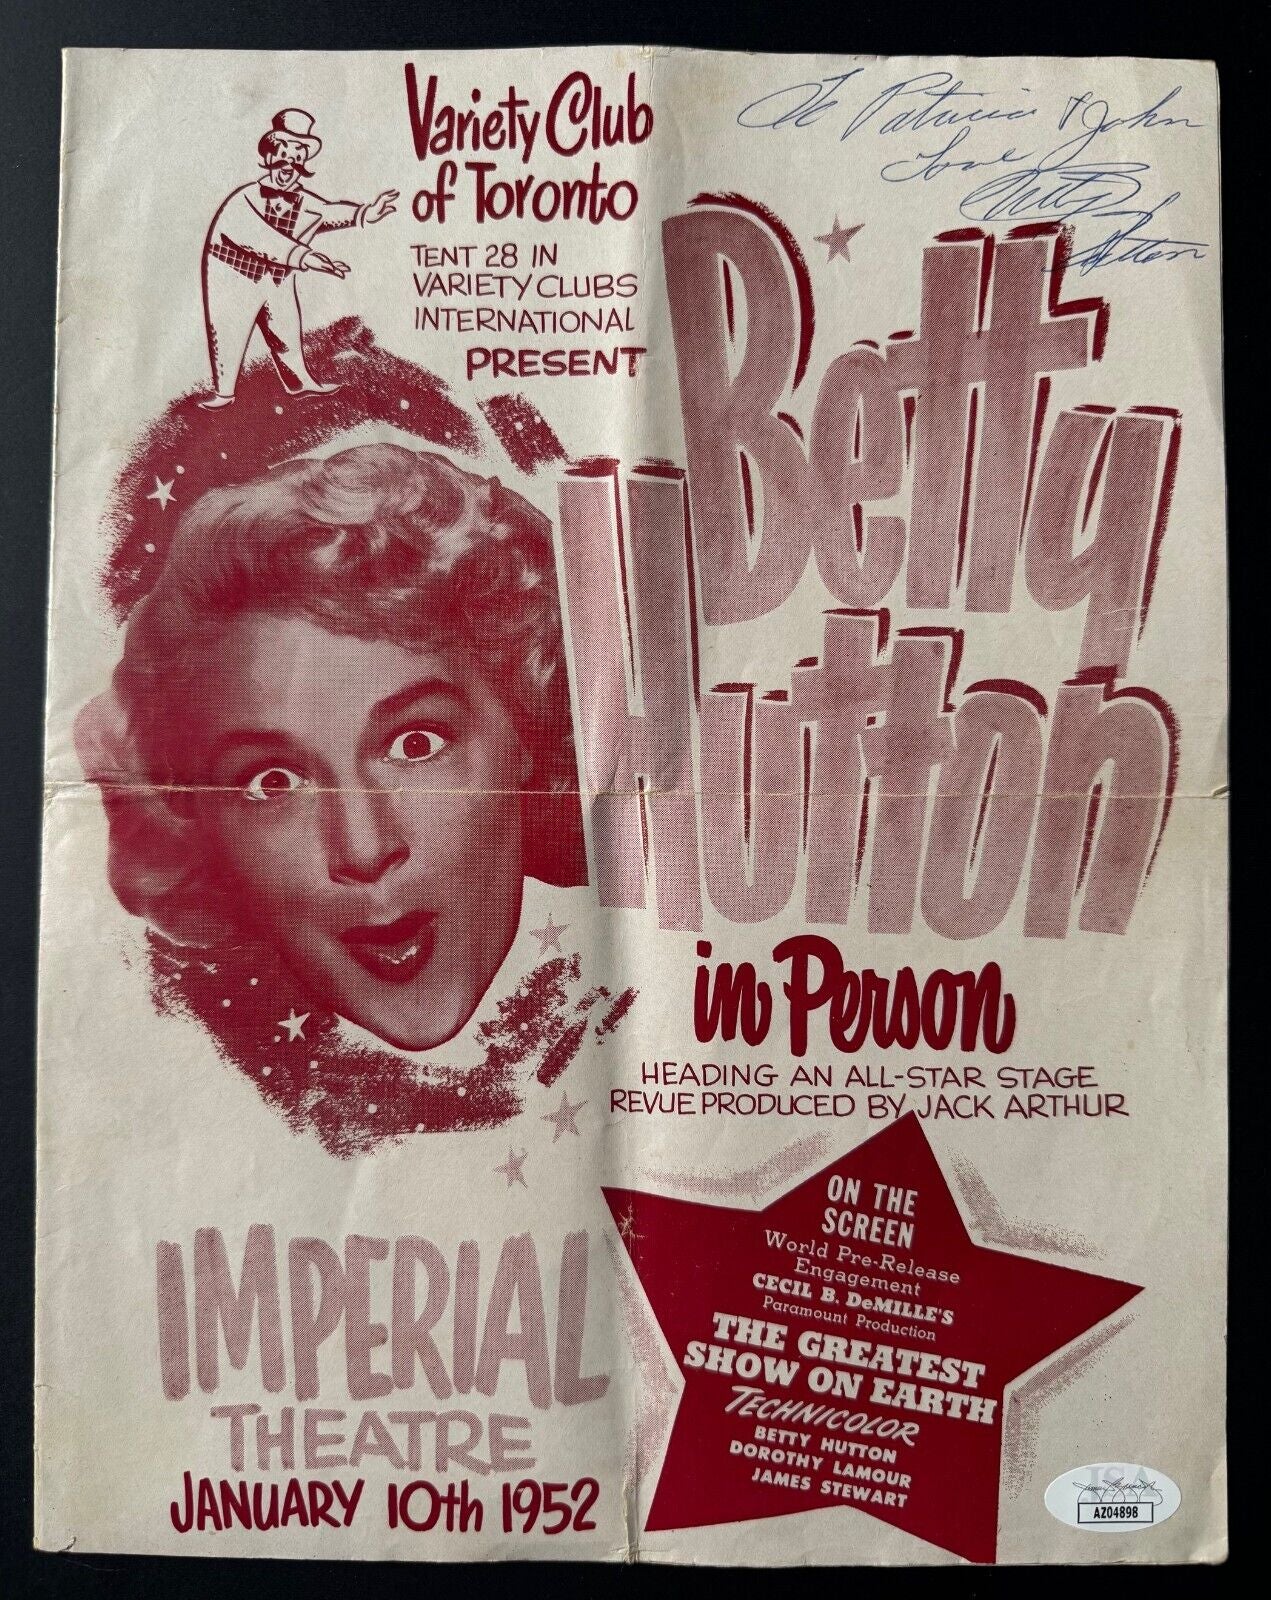 Variety Club
of Toronto
TENT 28 IN
VARIETY CLUBS
INTERNATIONAL
PRESENT
To Patricia & John
Love
Betty
Hutton
Betty
Hutton
in Person
HEADING AN ALL-STAR STAGE
REVUE PRODUCED BY JACK ARTHUR
ON THE
SCREEN
World Pre-Release
Engagement
CECIL B. DeMILLE'S
Paramount Production
THE GREATEST
SHOW ON EARTH
TECHNICOLOR
BETTY HUTTON
DOROTHY LAMOUR
JAMES STEWART
IMPERIAL
THEATRE
JANUARY 10th 1952
JSA
AZ04898